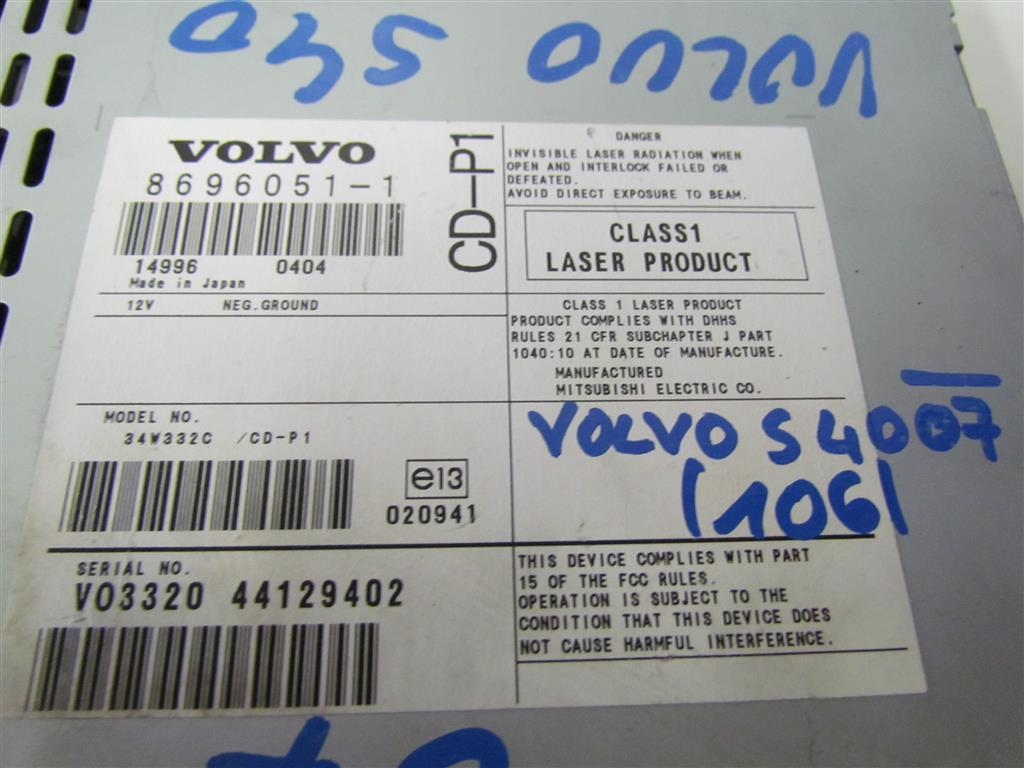 VOLVO S40
VOLVO
8696051-1
14996 0404
Made in Japan
CD-P1
12V NEG.GROUND
MODEL NO.
34W332C /CD-P1
e13
020941
SERIAL NO.
VO3320 44129402
DANGER
INVISIBLE LASER RADIATION WHEN
OPEN AND INTERLOCK FAILED OR
DEFEATED.
AVOID DIRECT EXPOSURE TO BEAM.
CLASS1
LASER PRODUCT
CLASS 1 LASER PRODUCT
PRODUCT COMPLIES WITH DHHS
RULES 21 CFR SUBCHAPTER J PART
1040:10 AT DATE OF MANUFACTURE.
MANUFACTURED
MITSUBISHI ELECTRIC CO.
VOLVO S40 07
(106)
THIS DEVICE COMPLIES WITH PART
15 OF THE FCC RULES.
OPERATION IS SUBJECT TO THE
CONDITION THAT THIS DEVICE DOES
NOT CAUSE HARMFUL INTERFERENCE.